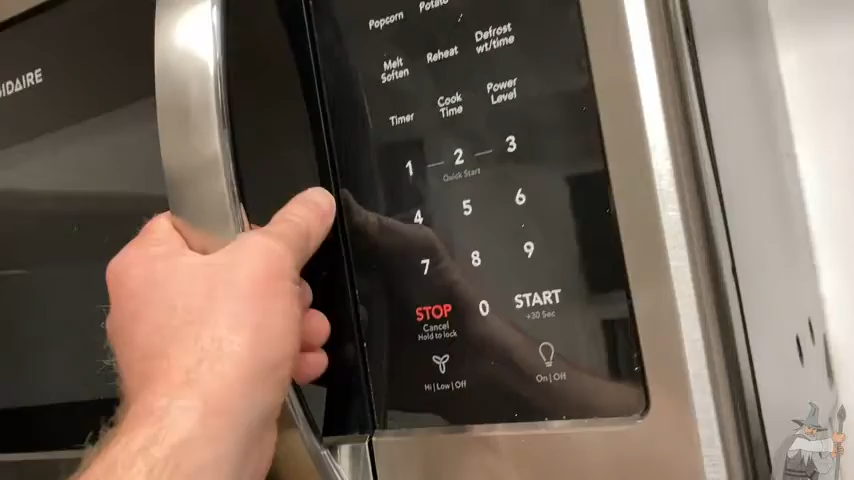 Popcorn
Potato
Melt
Soften
Reheat
Defrost
wt/time
Timer
Cook
Time
Power
Level
1 — 2 — 3
Quick Start
4 5 6
7 8 9
STOP
Cancel
Hold to lock
0
START
+30 Sec
Hi | Low | Off
On | Off